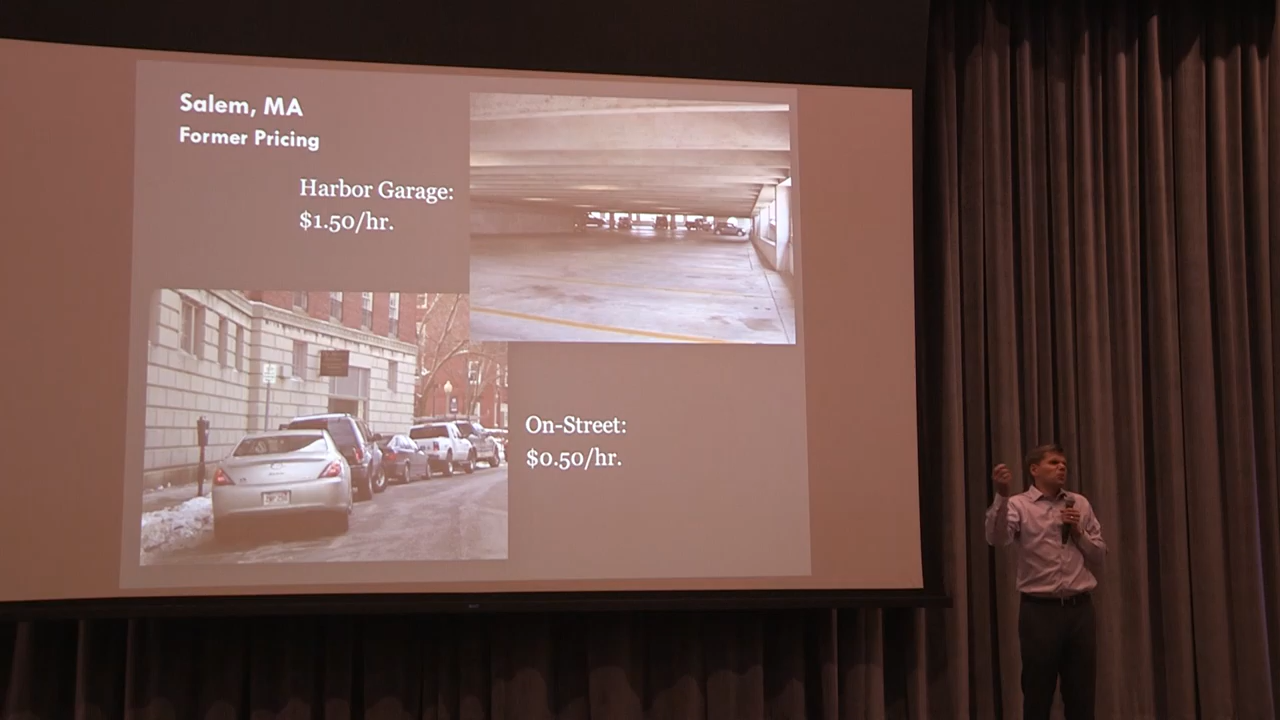 Salem, MA
Former Pricing
Harbor Garage:
$1.50/hr.
On-Street:
$0.50/hr.